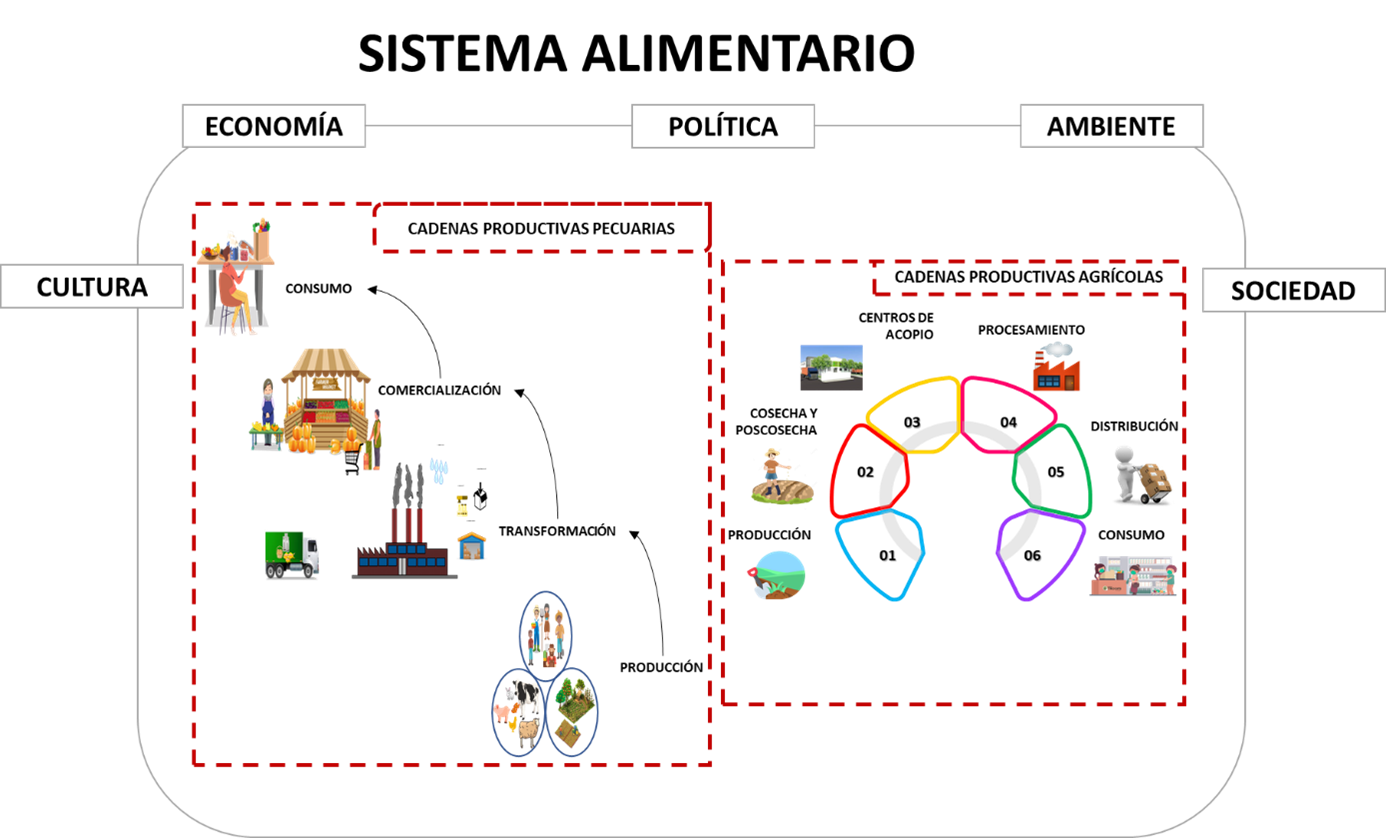 SISTEMA ALIMENTARIO
ECONOMÍA
POLÍTICA
AMBIENTE
CULTURA
SOCIEDAD
CADENAS PRODUCTIVAS PECUARIAS
CONSUMO
COMERCIALIZACIÓN
TRANSFORMACIÓN
PRODUCCIÓN
CADENAS PRODUCTIVAS AGRÍCOLAS
CENTROS DE
ACOPIO
PROCESAMIENTO
COSECHA Y
POSCOSECHA
DISTRIBUCIÓN
PRODUCCIÓN
CONSUMO
01
02
03
04
05
06